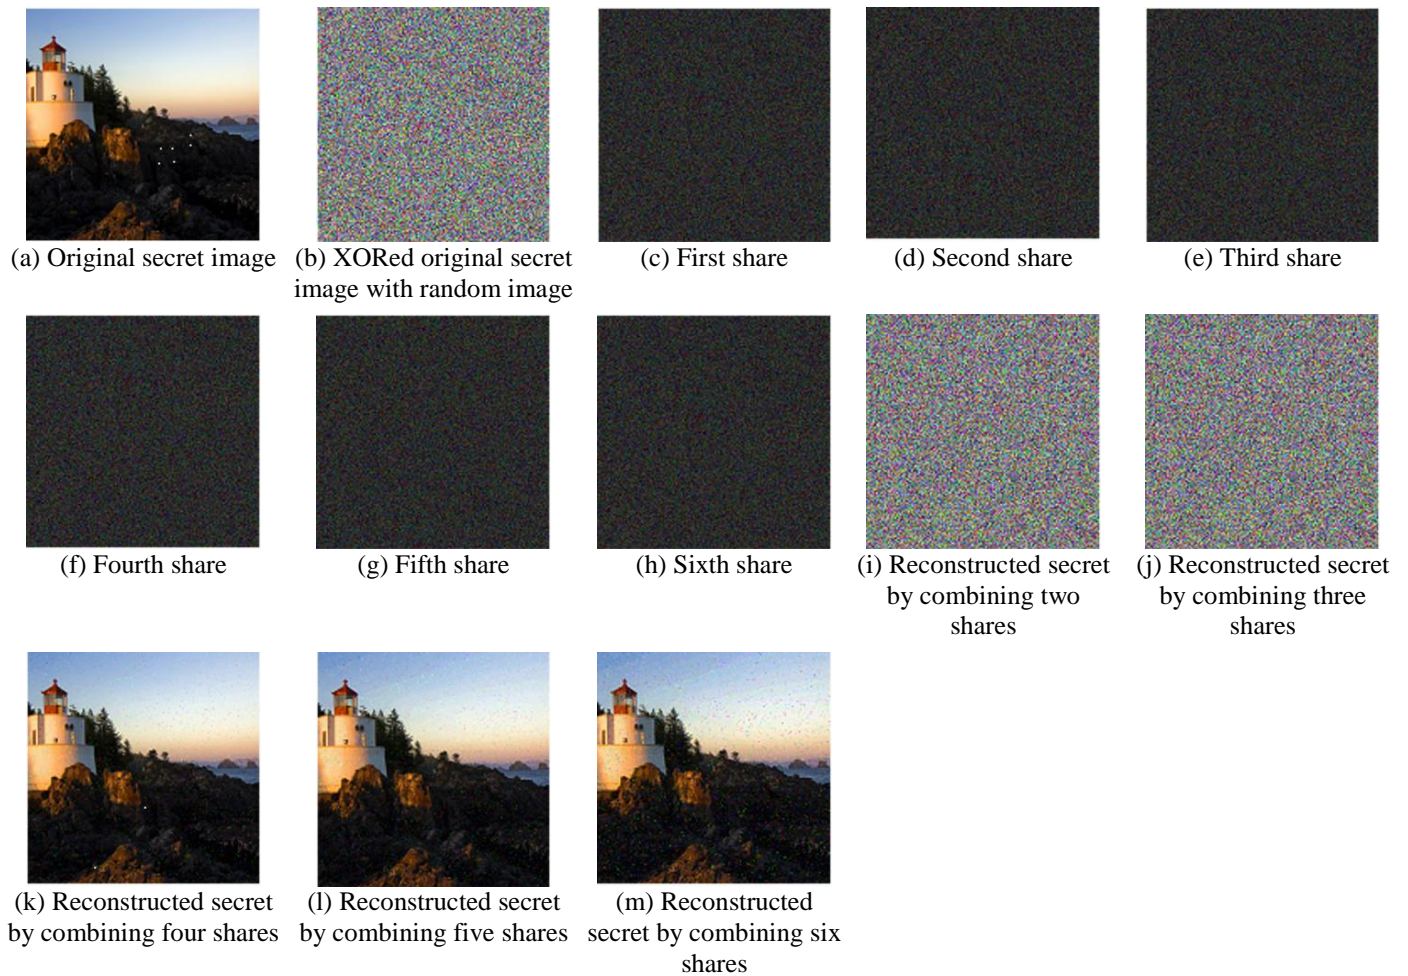 (a) Original secret image
(b) XORed original secret
image with random image
(c) First share
(d) Second share
(e) Third share
(f) Fourth share
(g) Fifth share
(h) Sixth share
(i) Reconstructed secret
by combining two
shares
(j) Reconstructed secret
by combining three
shares
(k) Reconstructed secret
by combining four shares
(l) Reconstructed secret
by combining five shares
(m) Reconstructed
secret by combining six
shares